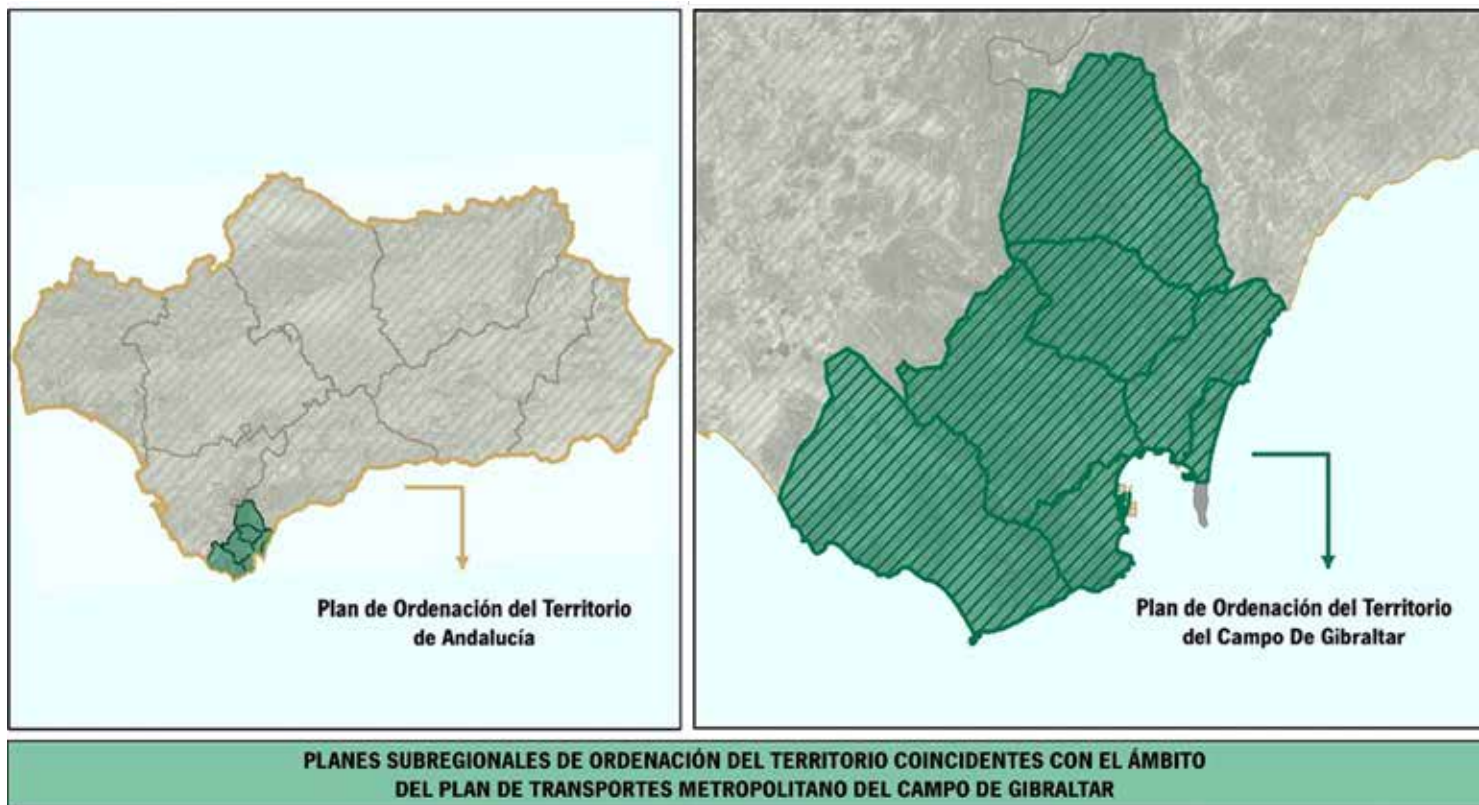 Plan de Ordenación del Territorio
de Andalucía
Plan de Ordenación del Territorio
del Campo De Gibraltar
PLANES SUBREGIONALES DE ORDENACIÓN DEL TERRITORIO COINCIDENTES CON EL ÁMBITO
DEL PLAN DE TRANSPORTES METROPOLITANO DEL CAMPO DE GIBRALTAR